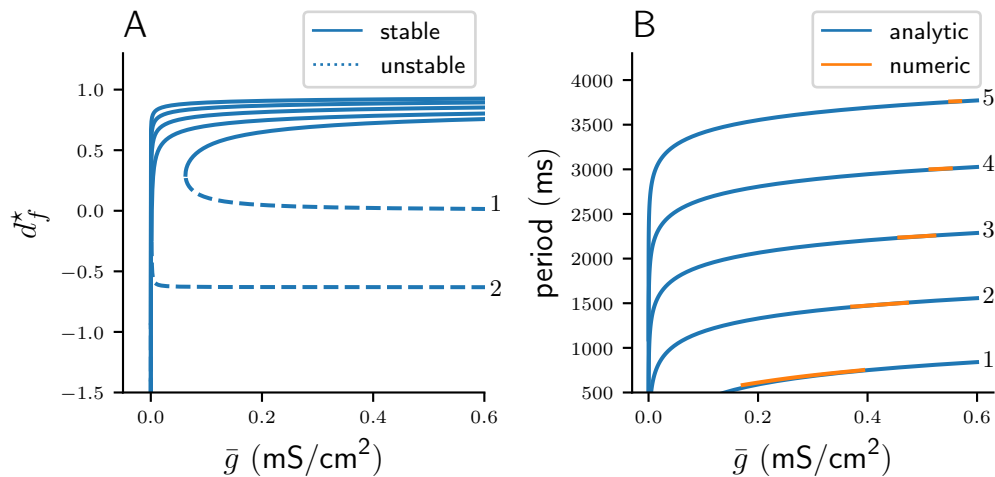 A
stable
unstable
1.0
0.5
0.0
−0.5
−1.0
−1.5
d⋆f
1
2
0.0
0.2
0.4
0.6
ḡ (mS/cm²)
B
analytic
numeric
4000
3500
3000
2500
2000
1500
1000
500
period (ms)
5
4
3
2
1
0.0
0.2
0.4
0.6
ḡ (mS/cm²)